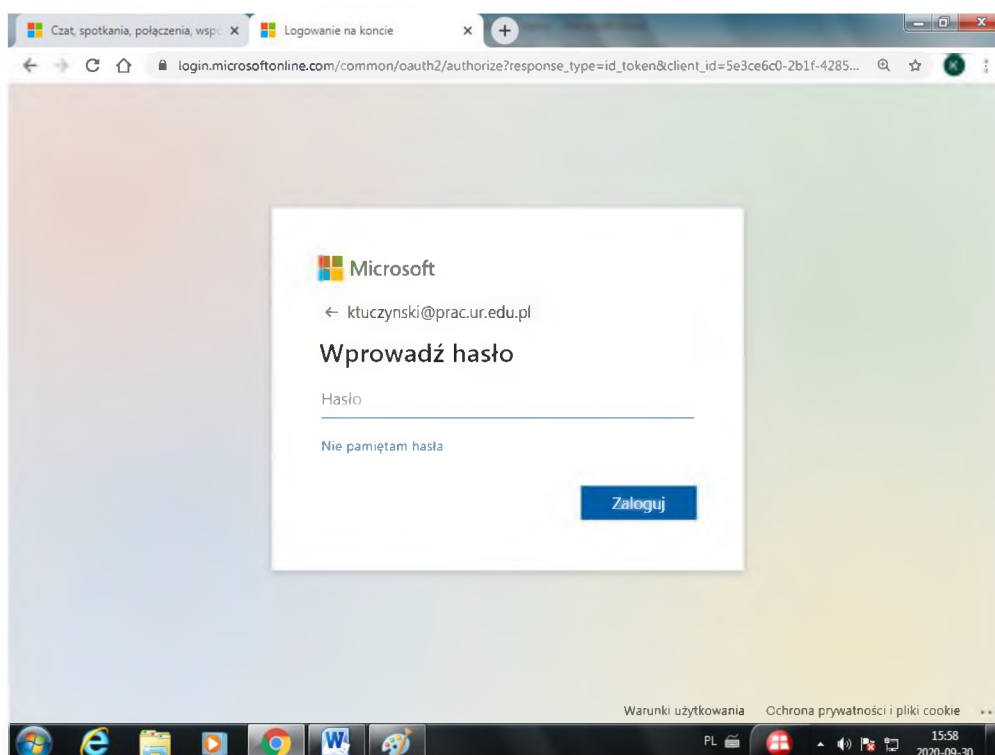 Czat, spotkania, połączenia, wspó
Logowanie na koncie
login.microsoftonline.com/common/oauth2/authorize?response_type=id_token&client_id=5e3ce6c0-2b1f-4285...
K
Microsoft
← ktuczynski@prac.ur.edu.pl
Wprowadź hasło
Hasło
Nie pamiętam hasła
Zaloguj
Warunki użytkowania Ochrona prywatności i pliki cookie
PL
15:58
2020-09-30